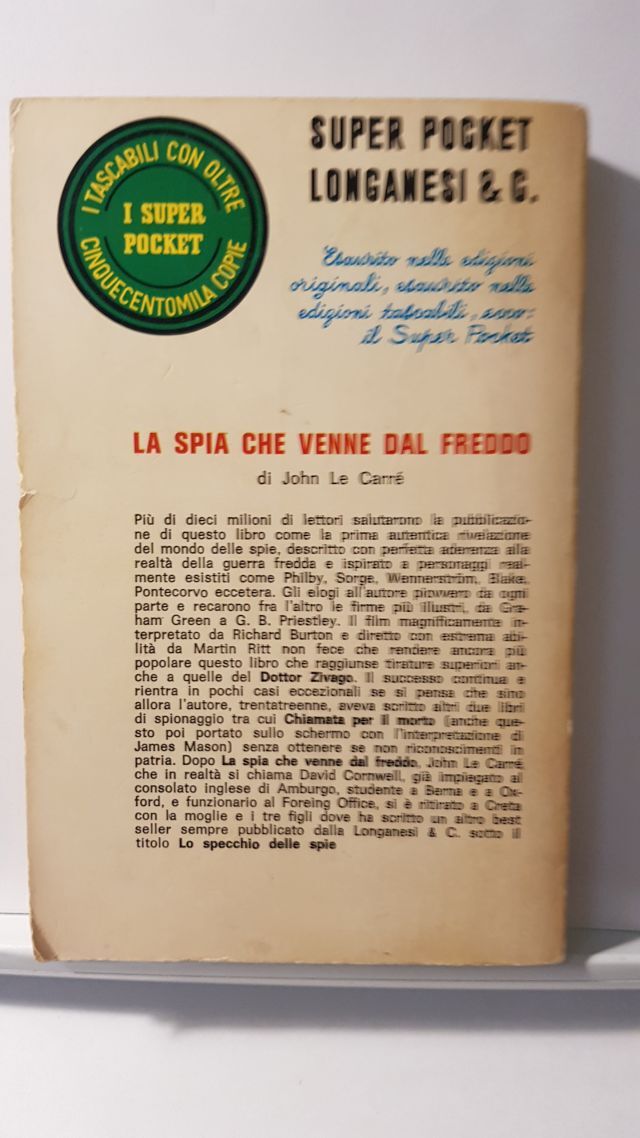 I TASCABILI CON OLTRE
I SUPER
POCKET
CINQUECENTOMILA COPIE
SUPER POCKET
LONGANESI & C.
Esaurito nelle edizioni
originali, esaurito nelle
edizioni tascabili, ecco:
il Super Pocket
LA SPIA CHE VENNE DAL FREDDO
di John Le Carré
Più di dieci milioni di lettori salutarono la pubblicazio-
ne di questo libro come la prima autentica rivelazione
del mondo delle spie, descritto con perfetta aderenza alla
realtà della guerra fredda e ispirato a personaggi real-
mente esistiti come Philby, Sorge, Wennerström, Blake,
Pontecorvo eccetera. Gli elogi all'autore piovvero da ogni
parte e recarono fra l'altro le firme più illustri, da Gra-
ham Green a G. B. Priestley. Il film magnificamente in-
terpretato da Richard Burton e diretto con estrema abi-
lità da Martin Ritt non fece che rendere ancora più
popolare questo libro che raggiunse tirature superiori an-
che a quelle del Dottor Zivago. Il successo continua e
rientra in pochi casi eccezionali se si pensa che sino
allora l'autore, trentatreenne, aveva scritto altri due libri
di spionaggio tra cui Chiamata per il morto (anche que-
sto poi portato sullo schermo con l'interpretazione di
James Mason) senza ottenere se non riconoscimenti in
patria. Dopo La spia che venne dal freddo, John Le Carré,
che in realtà si chiama David Cornwell, già impiegato al
consolato inglese di Amburgo, studente a Berna e a Ox-
ford, e funzionario al Foreing Office, si è ritirato a Creta
con la moglie e i tre figli dove ha scritto un altro best
seller sempre pubblicato dalla Longanesi & C. sotto il
titolo Lo specchio delle spie